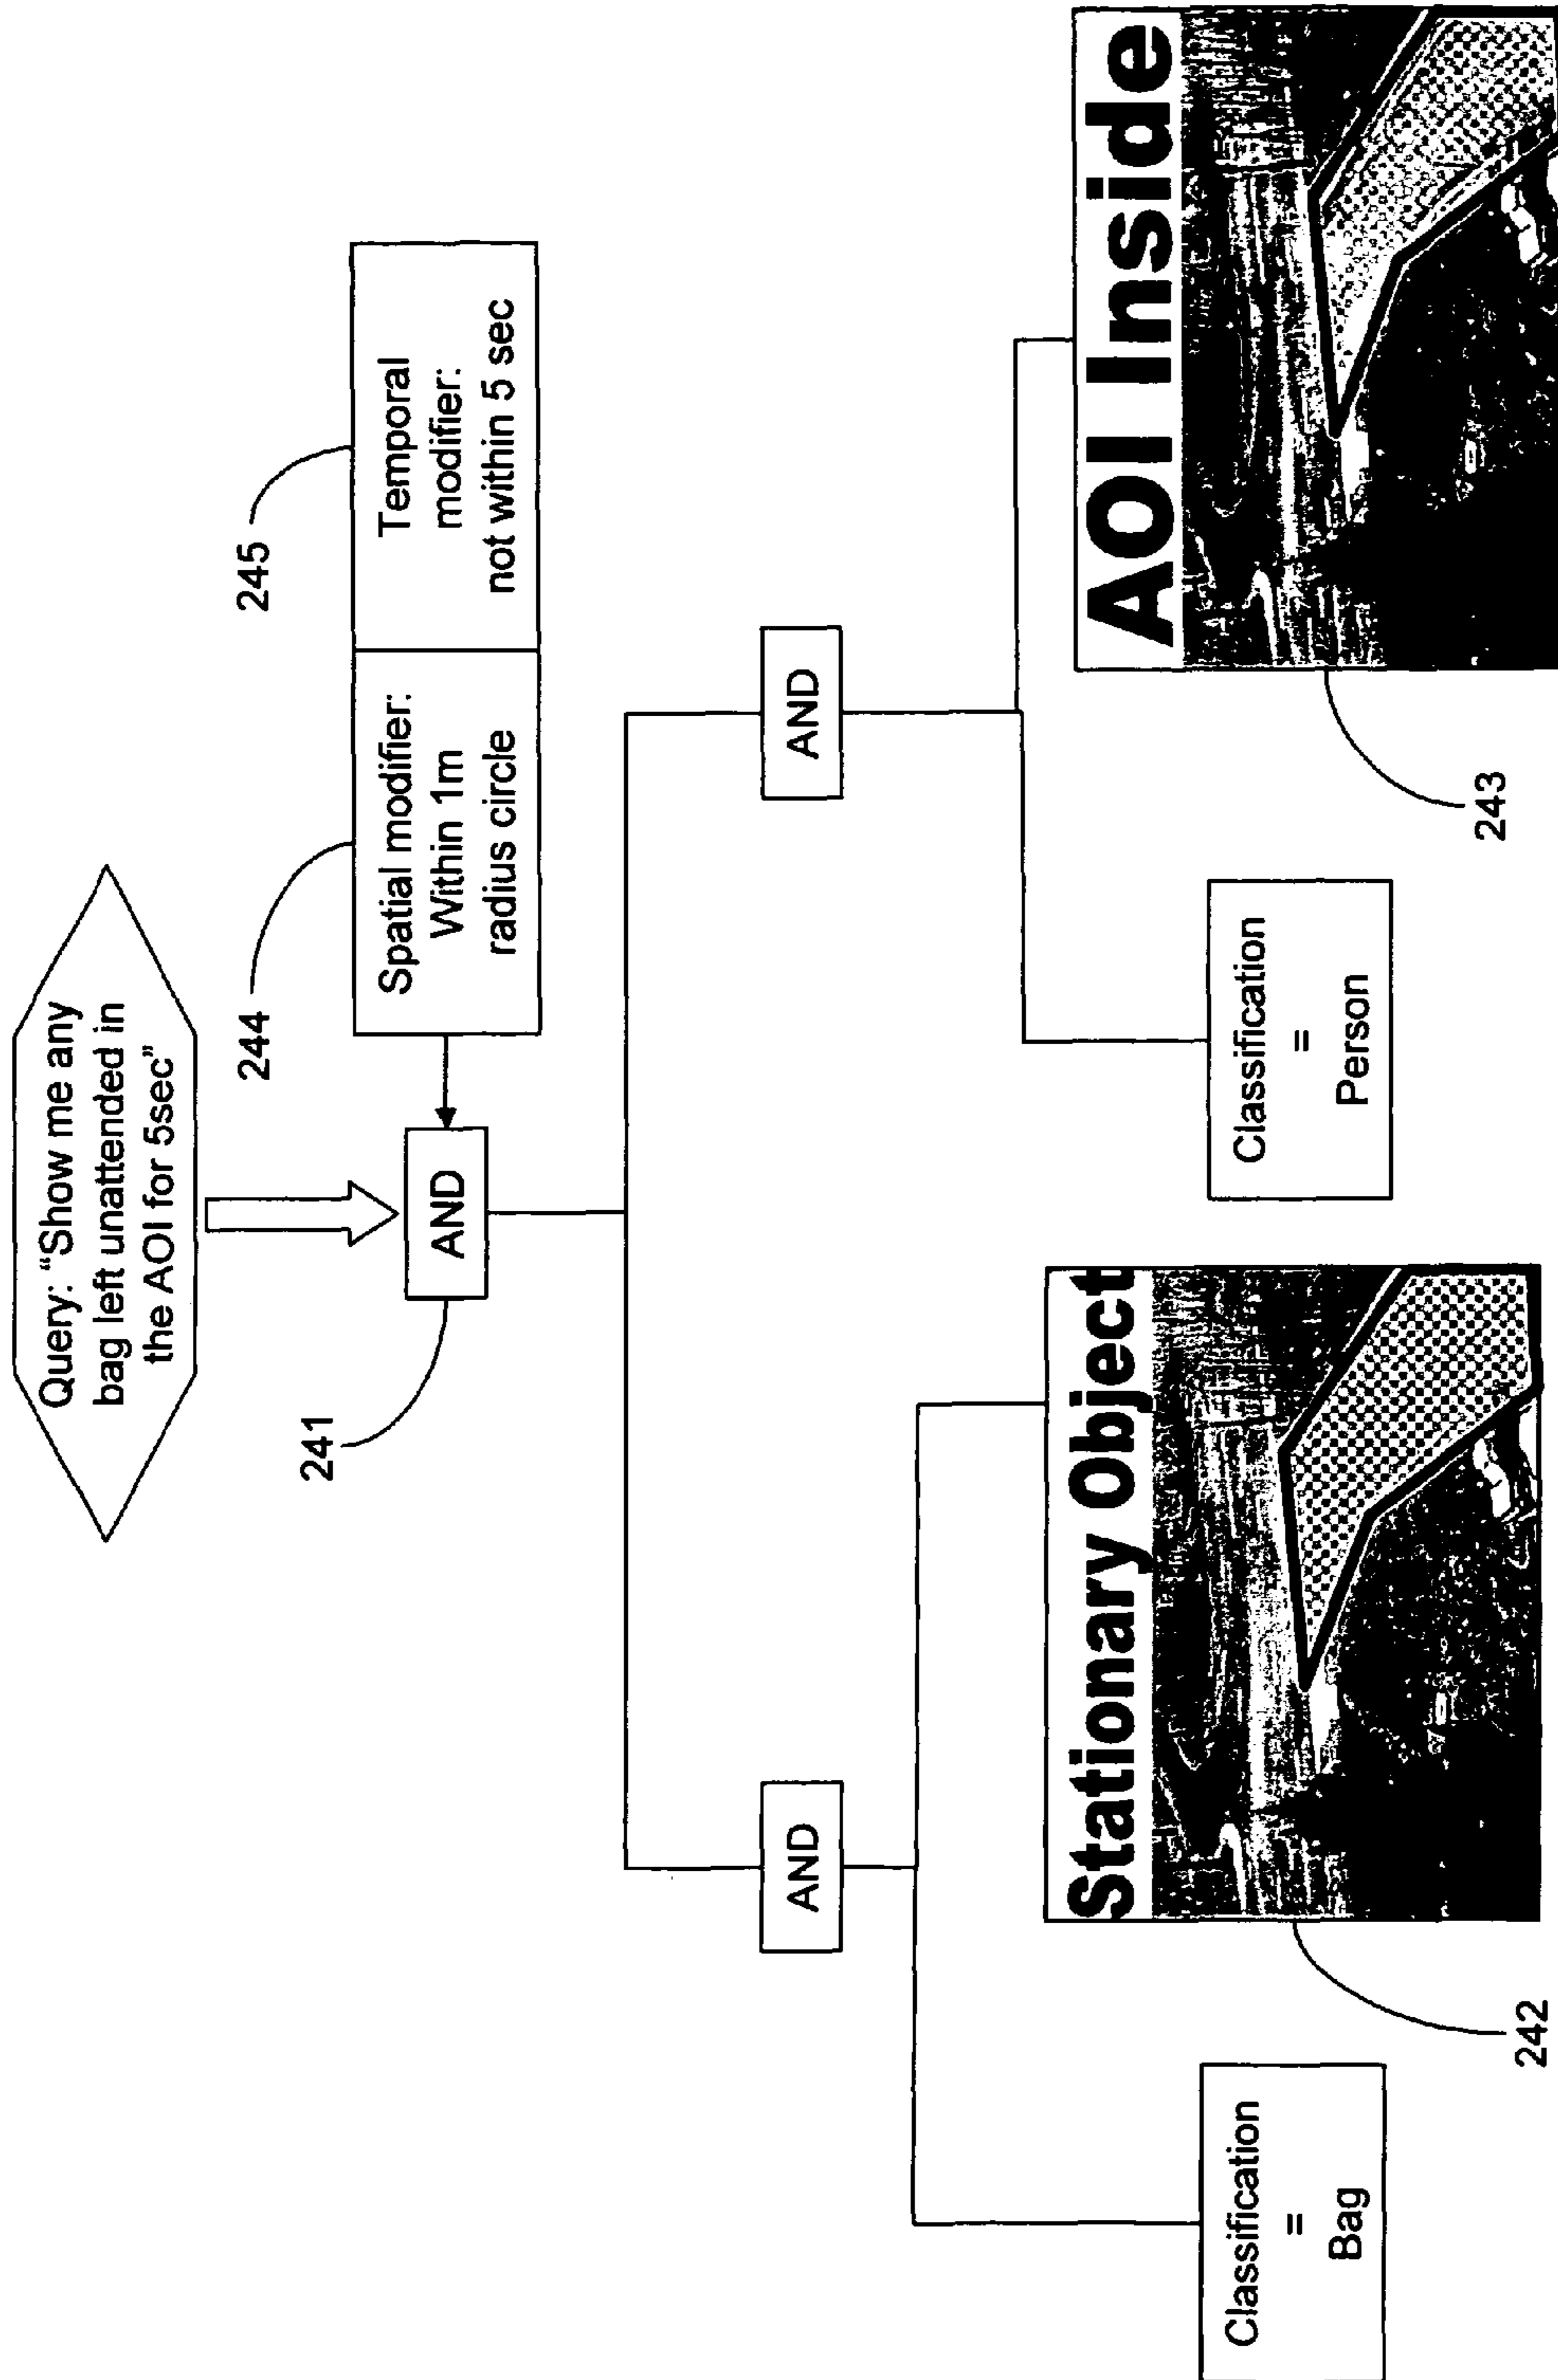 Query: “Show me any
bag left unattended in
the AOI for 5sec”
241
AND
244
245
Spatial modifier:
Within 1m
radius circle
Temporal
modifier:
not within 5 sec
AND
AND
Classification
=
Bag
Stationary Object
242
Classification
=
Person
AOI Inside
243